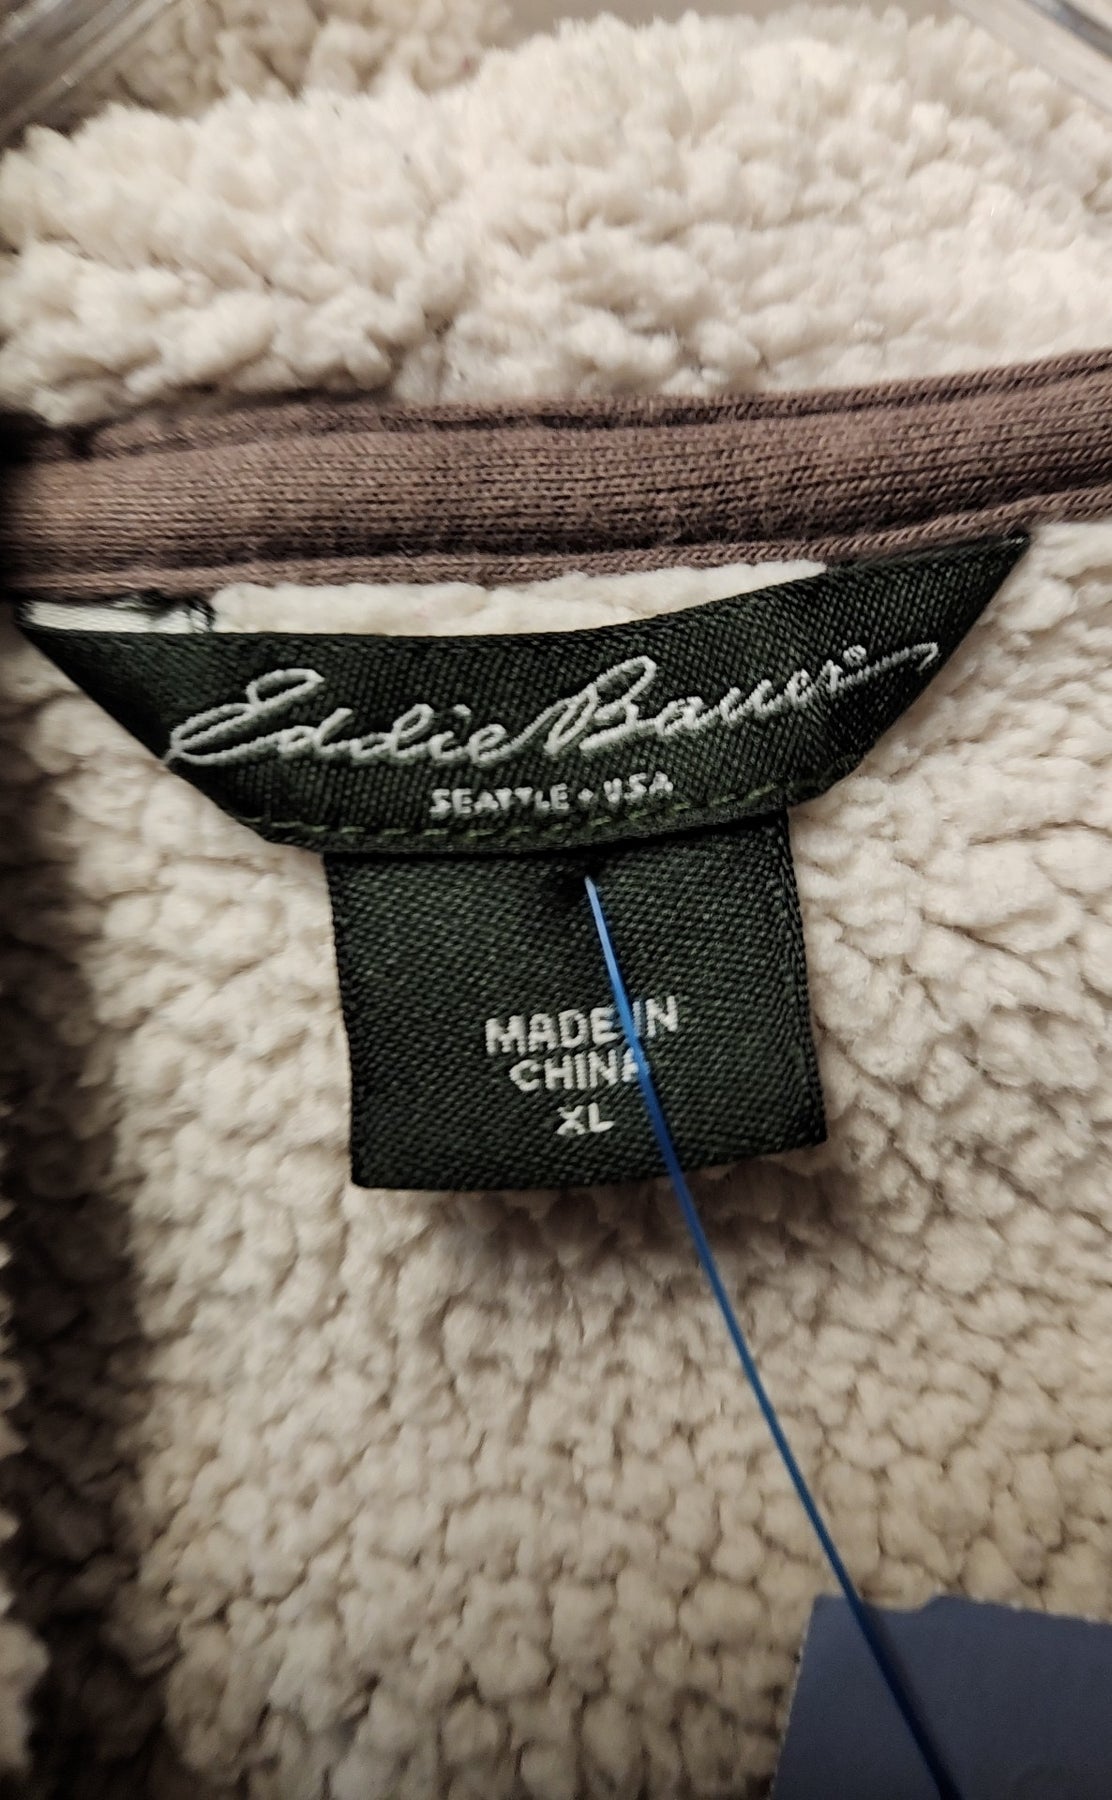 Eddie Bauer®
SEATTLE • USA
MADE IN
CHINA
XL